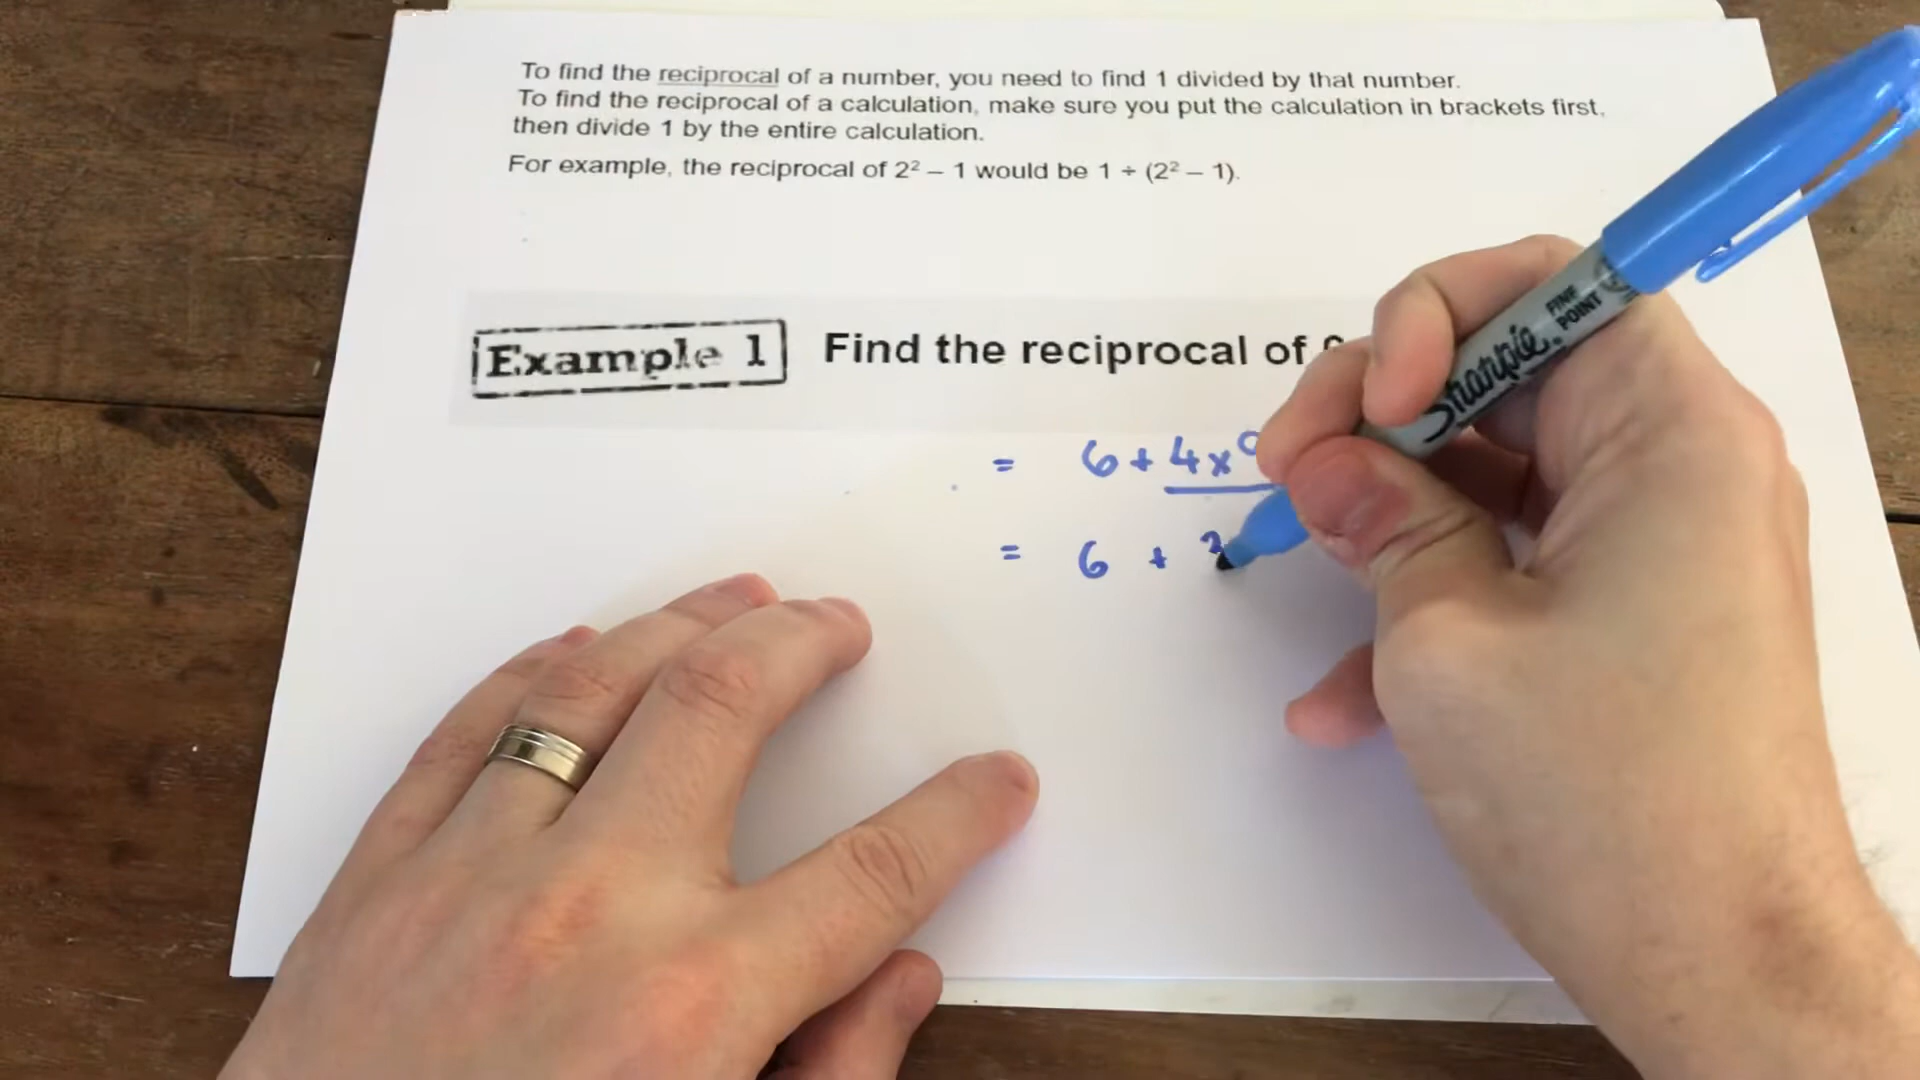 To find the reciprocal of a number, you need to find 1 divided by that number.
To find the reciprocal of a calculation, make sure you put the calculation in brackets first,
then divide 1 by the entire calculation.
For example, the reciprocal of 2² – 1 would be 1 ÷ (2² – 1).
Example 1 Find the reciprocal of
= 6 + 4 x
= 6 +
Sharpie.
FINE
POINT